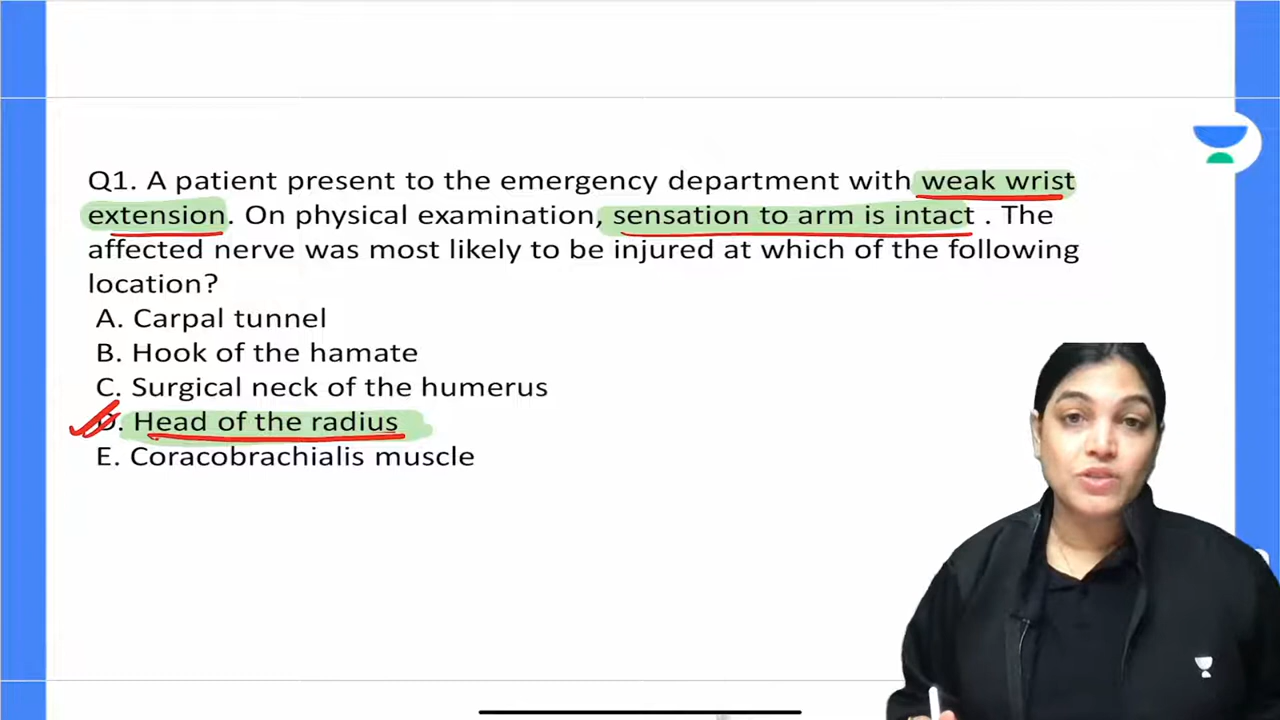 Q1. A patient present to the emergency department with weak wrist
extension. On physical examination, sensation to arm is intact . The
affected nerve was most likely to be injured at which of the following
location?
A. Carpal tunnel
B. Hook of the hamate
C. Surgical neck of the humerus
D. Head of the radius
E. Coracobrachialis muscle